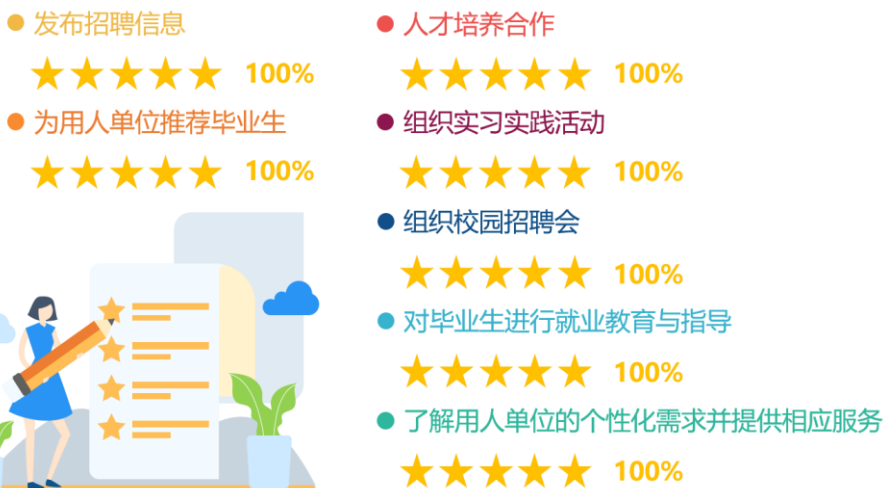 发布招聘信息
100%
为用人单位推荐毕业生
100%
人才培养合作
100%
组织实习实践活动
100%
组织校园招聘会
100%
对毕业生进行就业教育与指导
100%
了解用人单位的个性化需求并提供相应服务
100%